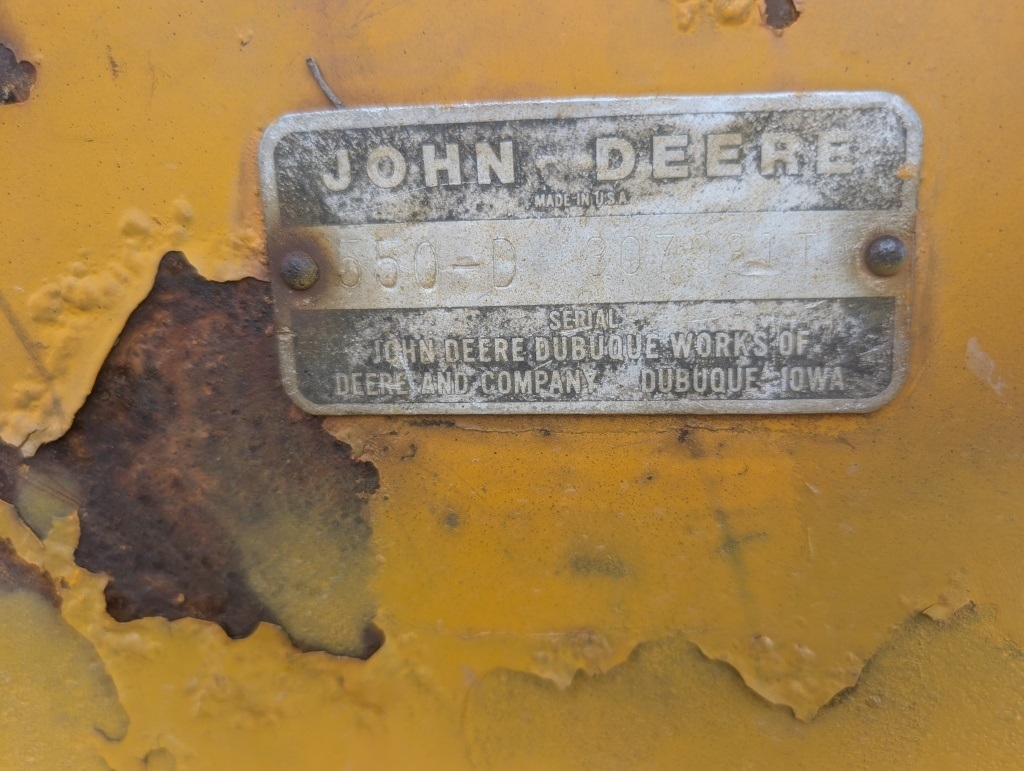 JOHN DEERE
MADE IN U.S.A.
550-D
SERIAL
JOHN DEERE DUBUQUE WORKS OF
DEERE AND COMPANY DUBUQUE IOWA